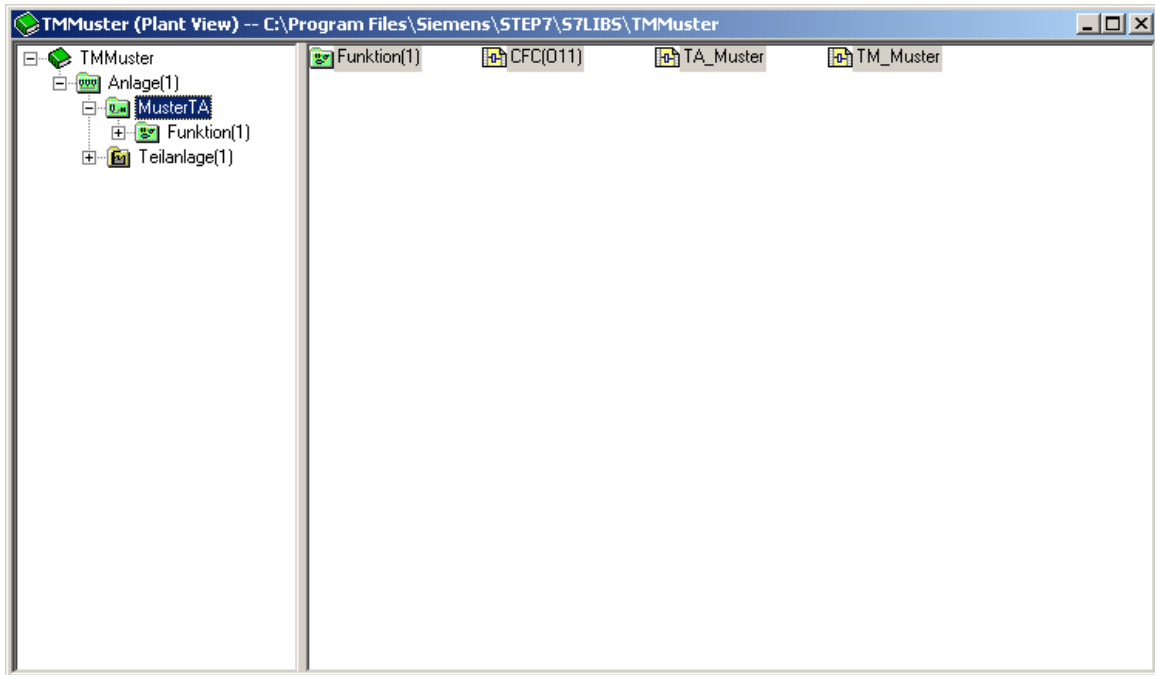 TMMuster (Plant View) -- C:\Program Files\Siemens\STEP7\S7LIBS\TMMuster
TMMuster
Anlage(1)
MusterTA
Funktion(1)
Teilanlage(1)
Funktion(1) CFC(O11) TA_Muster TM_Muster